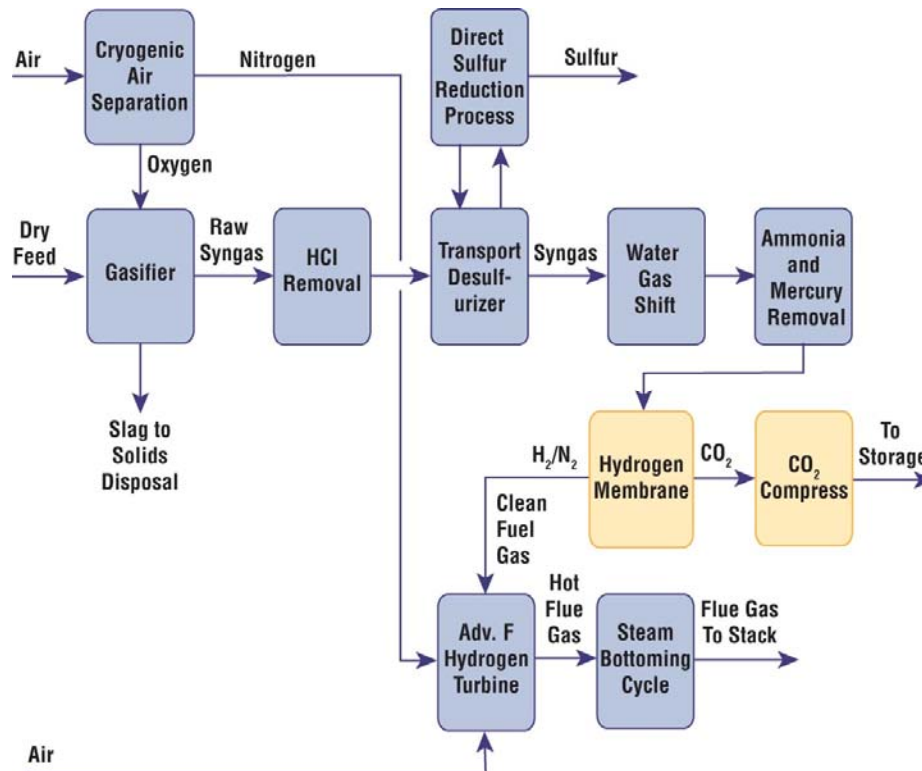 Air
Cryogenic
Air
Separation
Nitrogen
Direct
Sulfur
Reduction
Process
Sulfur
Oxygen
Dry
Feed
Gasifier
Raw
Syngas
HCl
Removal
Transport
Desulf-
urizer
Syngas
Water
Gas
Shift
Ammonia
and
Mercury
Removal
Slag to
Solids
Disposal
H₂/N₂
Clean
Fuel
Gas
Hydrogen
Membrane
CO₂
CO₂
Compress
To
Storage
Adv. F
Hydrogen
Turbine
Hot
Flue
Gas
Steam
Bottoming
Cycle
Flue Gas
To Stack
Air